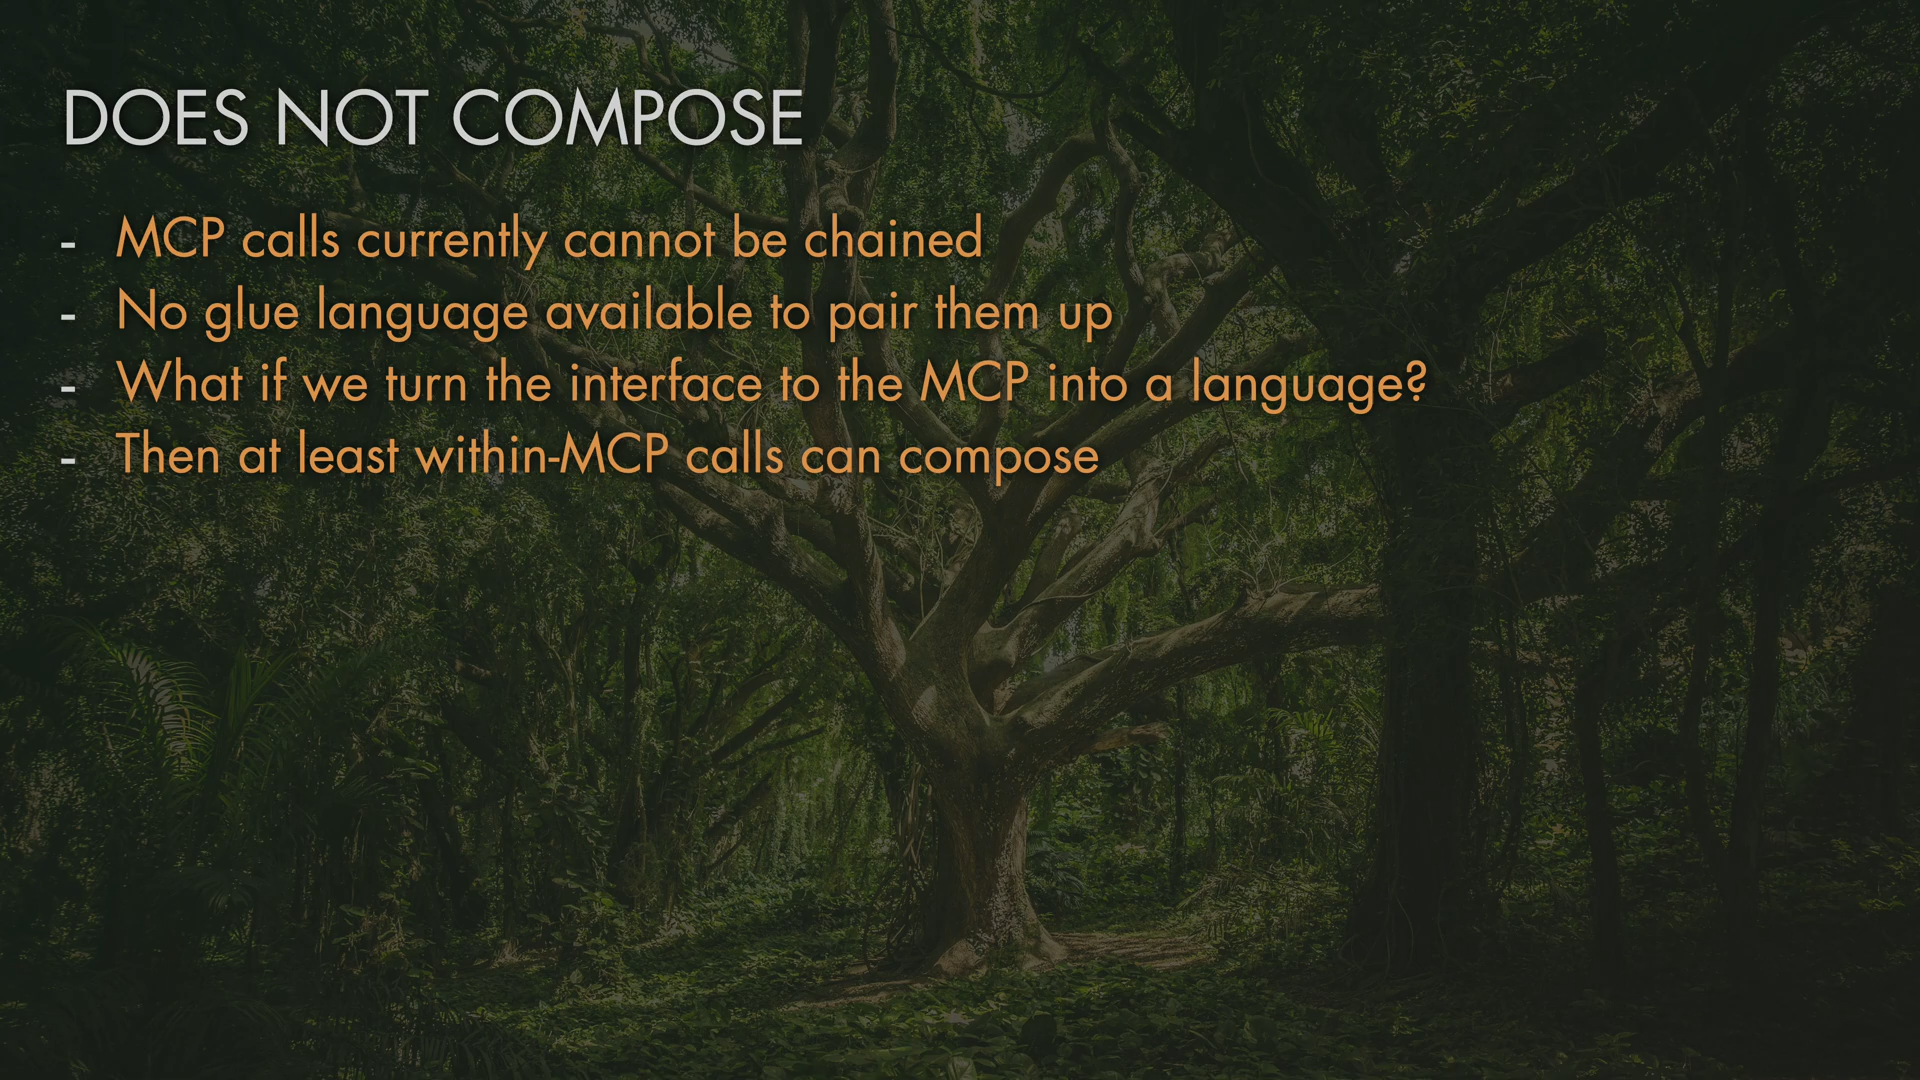 DOES NOT COMPOSE
- MCP calls currently cannot be chained
- No glue language available to pair them up
- What if we turn the interface to the MCP into a language?
- Then at least within-MCP calls can compose